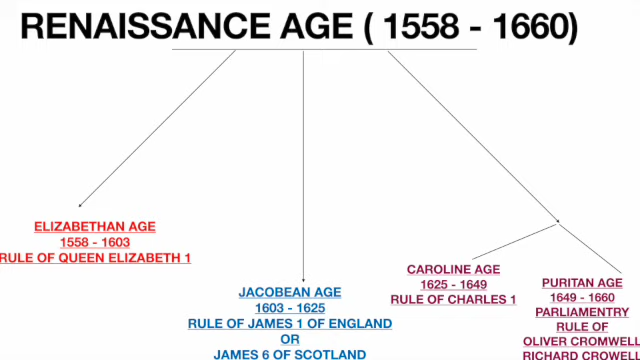 RENAISSANCE AGE ( 1558 - 1660)
ELIZABETHAN AGE
1558 - 1603
RULE OF QUEEN ELIZABETH 1
JACOBEAN AGE
1603 - 1625
RULE OF JAMES 1 OF ENGLAND
OR
JAMES 6 OF SCOTLAND
CAROLINE AGE
1625 - 1649
RULE OF CHARLES 1
PURITAN AGE
1649 - 1660
PARLIAMENTRY
RULE OF
OLIVER CROMWELL
RICHARD CROWELL